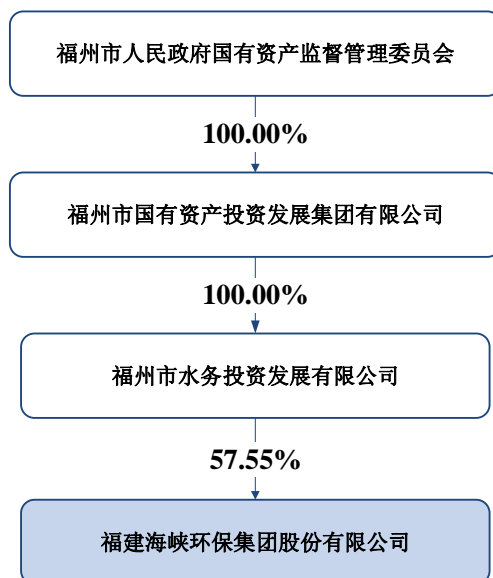 福州市人民政府国有资产监督管理委员会
100.00%
福州市国有资产投资发展集团有限公司
100.00%
福州市水务投资发展有限公司
57.55%
福建海峡环保集团股份有限公司